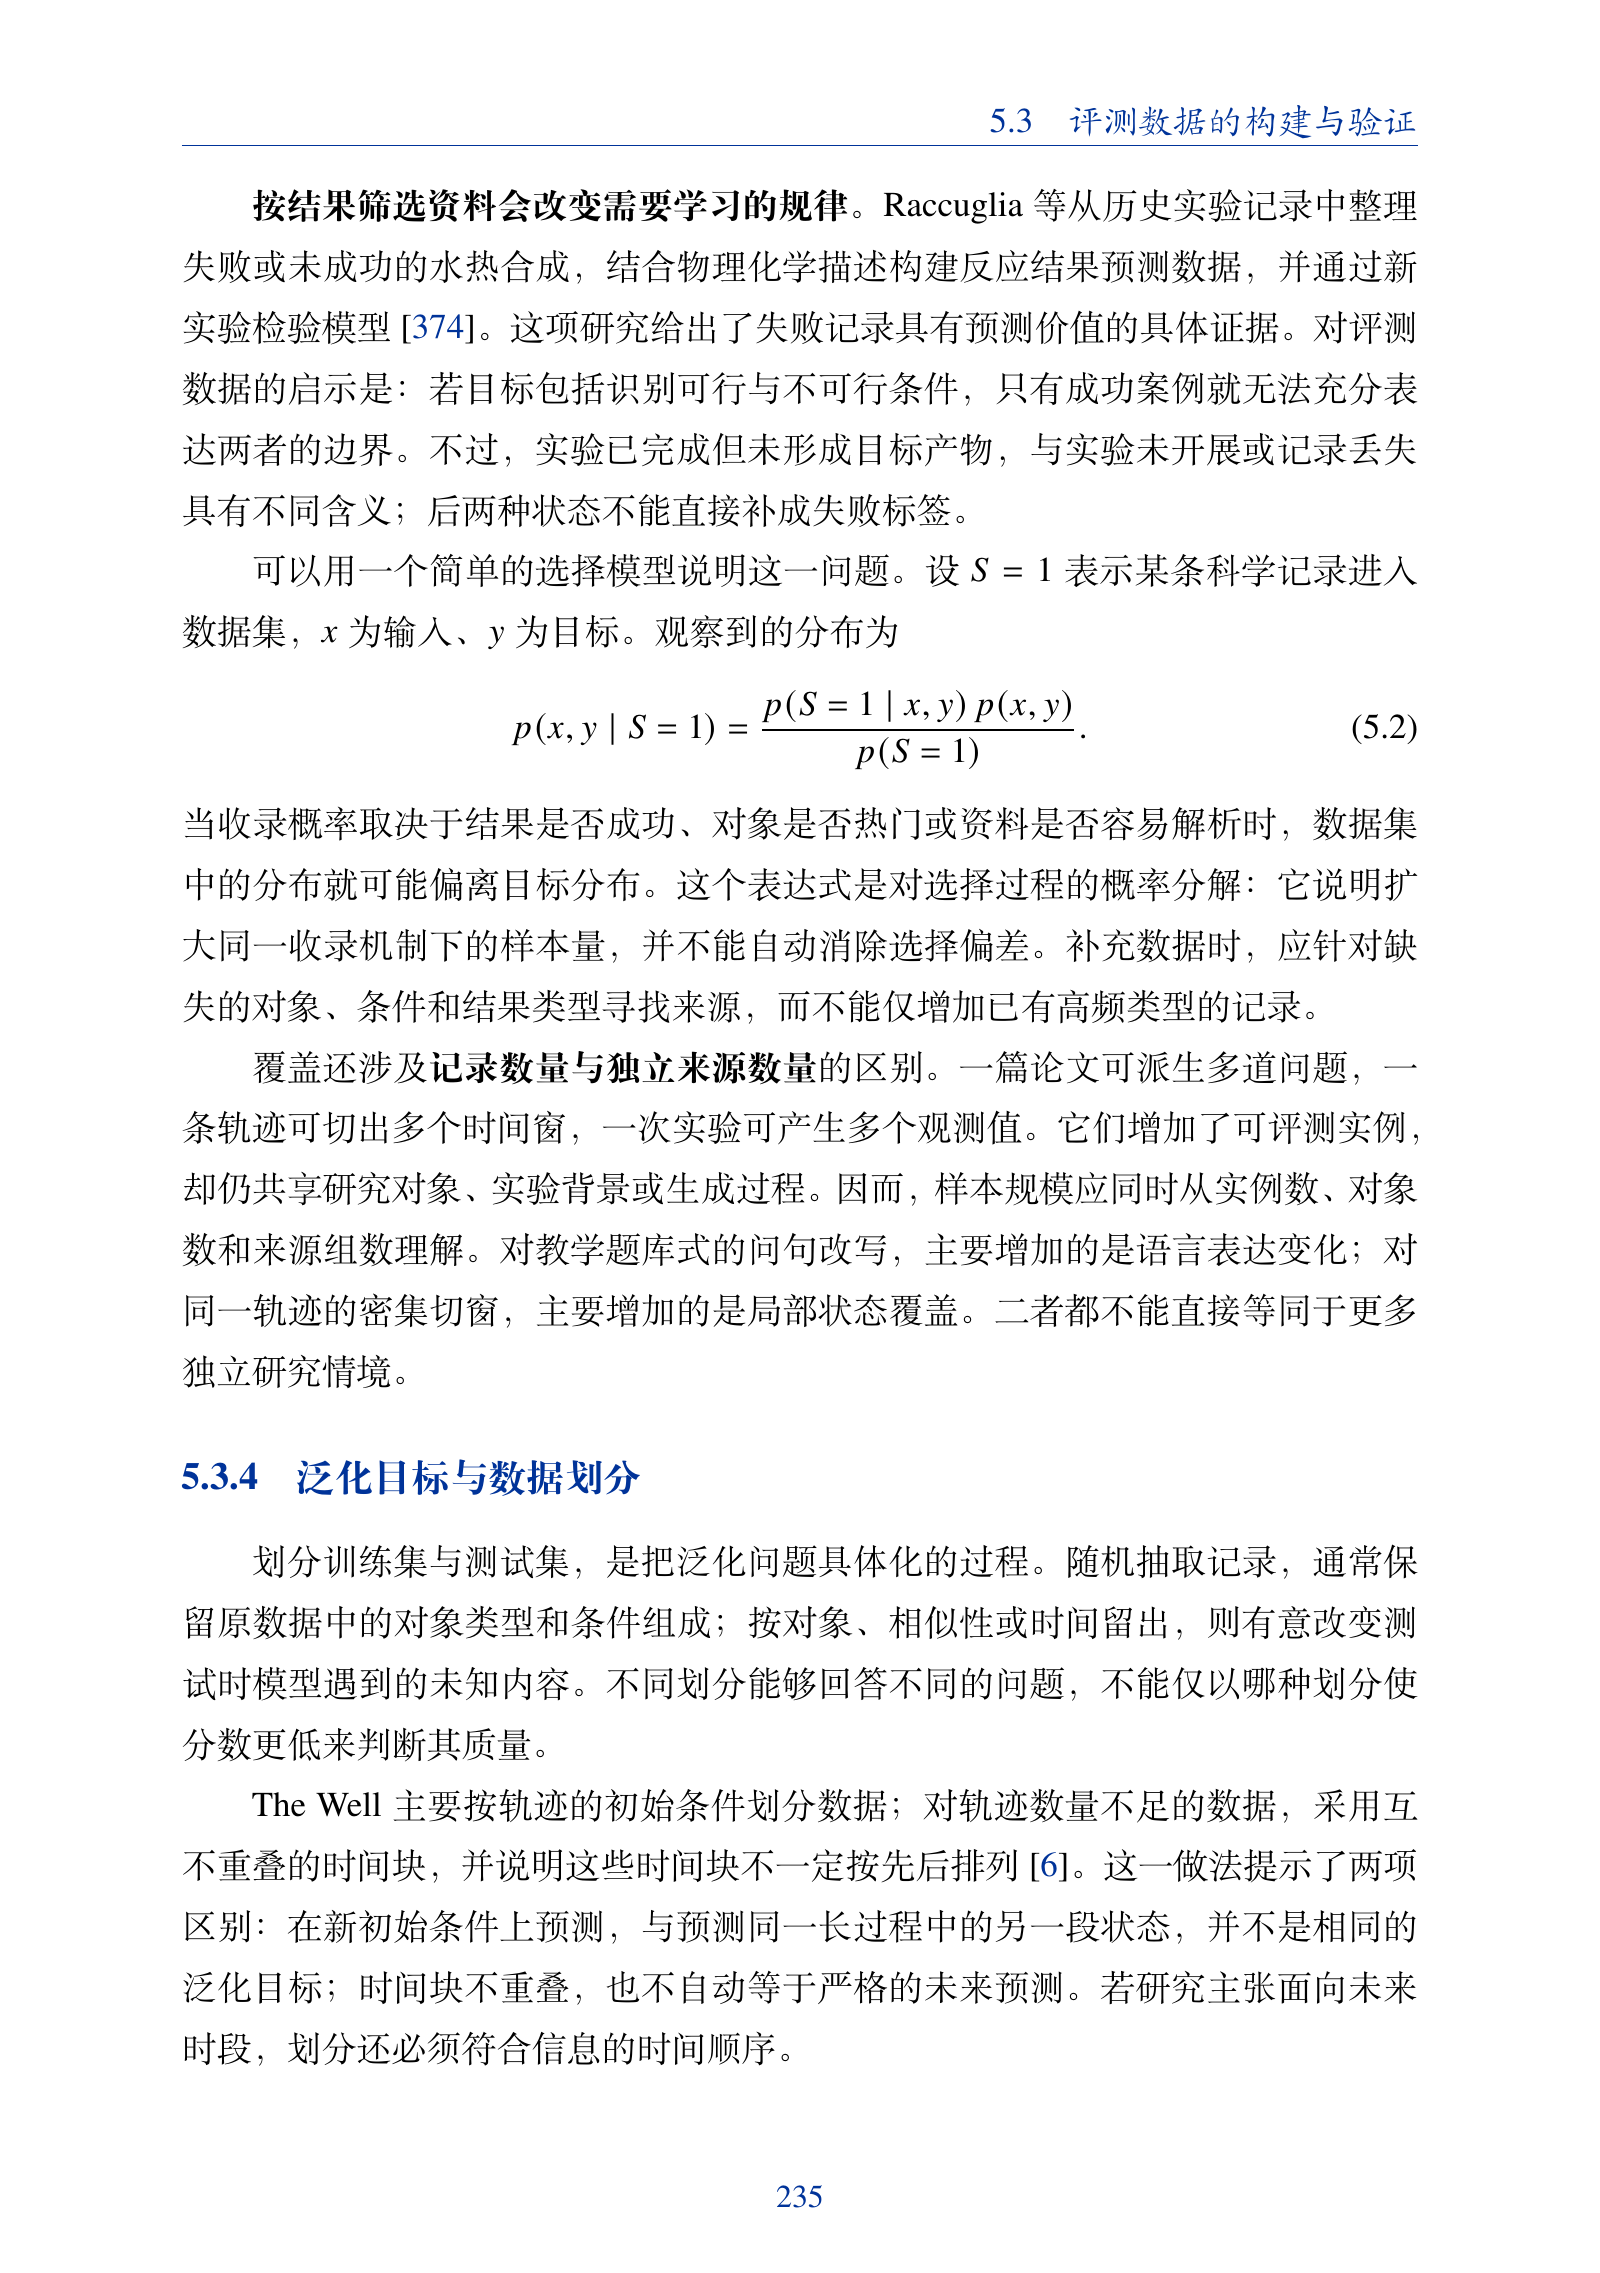 5.3 评测数据的构建与验证
按结果筛选资料会改变需要学习的规律。Raccuglia 等从历史实验记录中整理
失败或未成功的水热合成，结合物理化学描述构建反应结果预测数据，并通过新
实验检验模型 [374]。这项研究给出了失败记录具有预测价值的具体证据。对评测
数据的启示是：若目标包括识别可行与不可行条件，只有成功案例就无法充分表
达两者的边界。不过，实验已完成但未形成目标产物，与实验未开展或记录丢失
具有不同含义；后两种状态不能直接补成失败标签。
可以用一个简单的选择模型说明这一问题。设 S = 1 表示某条科学记录进入
数据集，x 为输入、y 为目标。观察到的分布为
p(x, y | S = 1) = \frac{p(S = 1 | x, y) p(x, y)}{p(S = 1)}. (5.2)
当收录概率取决于结果是否成功、对象是否热门或资料是否容易解析时，数据集
中的分布就可能偏离目标分布。这个表达式是对选择过程的概率分解：它说明扩
大同一收录机制下的样本量，并不能自动消除选择偏差。补充数据时，应针对缺
失的对象、条件和结果类型寻找来源，而不能仅增加已有高频类型的记录。
覆盖还涉及记录数量与独立来源数量的区别。一篇论文可派生多道问题，一
条轨迹可切出多个时间窗，一次实验可产生多个观测值。它们增加了可评测实例，
却仍共享研究对象、实验背景或生成过程。因而，样本规模应同时从实例数、对象
数和来源组数理解。对教学题库式的问句改写，主要增加的是语言表达变化；对
同一轨迹的密集切窗，主要增加的是局部状态覆盖。二者都不能直接等同于更多
独立研究情境。
5.3.4 泛化目标与数据划分
划分训练集与测试集，是把泛化问题具体化的过程。随机抽取记录，通常保
留原数据中的对象类型和条件组成；按对象、相似性或时间留出，则有意改变测
试时模型遇到的未知内容。不同划分能够回答不同的问题，不能仅以哪种划分使
分数更低来判断其质量。
The Well 主要按轨迹的初始条件划分数据；对轨迹数量不足的数据，采用互
不重叠的时间块，并说明这些时间块不一定按先后排列 [6]。这一做法提示了两项
区别：在新初始条件上预测，与预测同一长过程中的另一段状态，并不是相同的
泛化目标；时间块不重叠，也不自动等于严格的未来预测。若研究主张面向未来
时段，划分还必须符合信息的时间顺序。
235